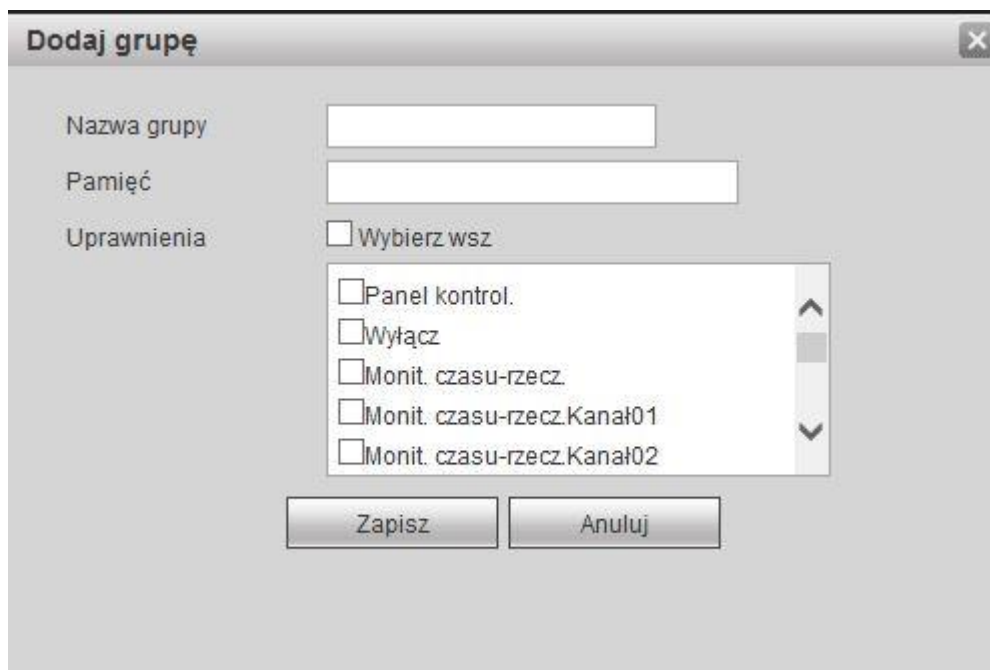 Dodaj grupę
Nazwa grupy
Pamięć
Uprawnienia Wybierz wsz
Panel kontrol.
Wyłącz
Monit. czasu-rzecz.
Monit. czasu-rzecz.Kanał01
Monit. czasu-rzecz.Kanał02
Zapisz Anuluj